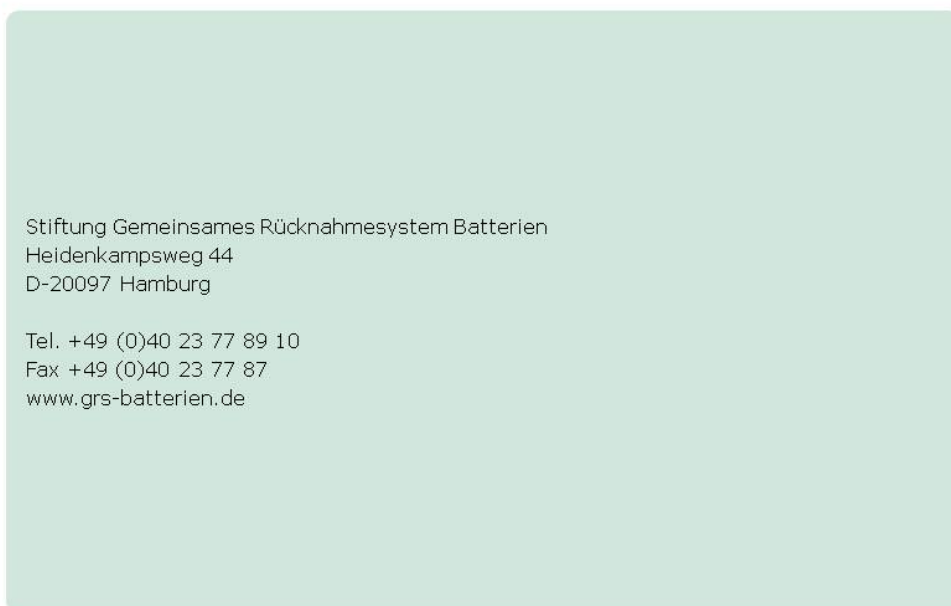 Stiftung Gemeinsames Rücknahmesystem Batterien
Heidenkampsweg 44
D-20097 Hamburg
Tel. +49 (0)40 23 77 89 10
Fax +49 (0)40 23 77 87
www.grs-batterien.de